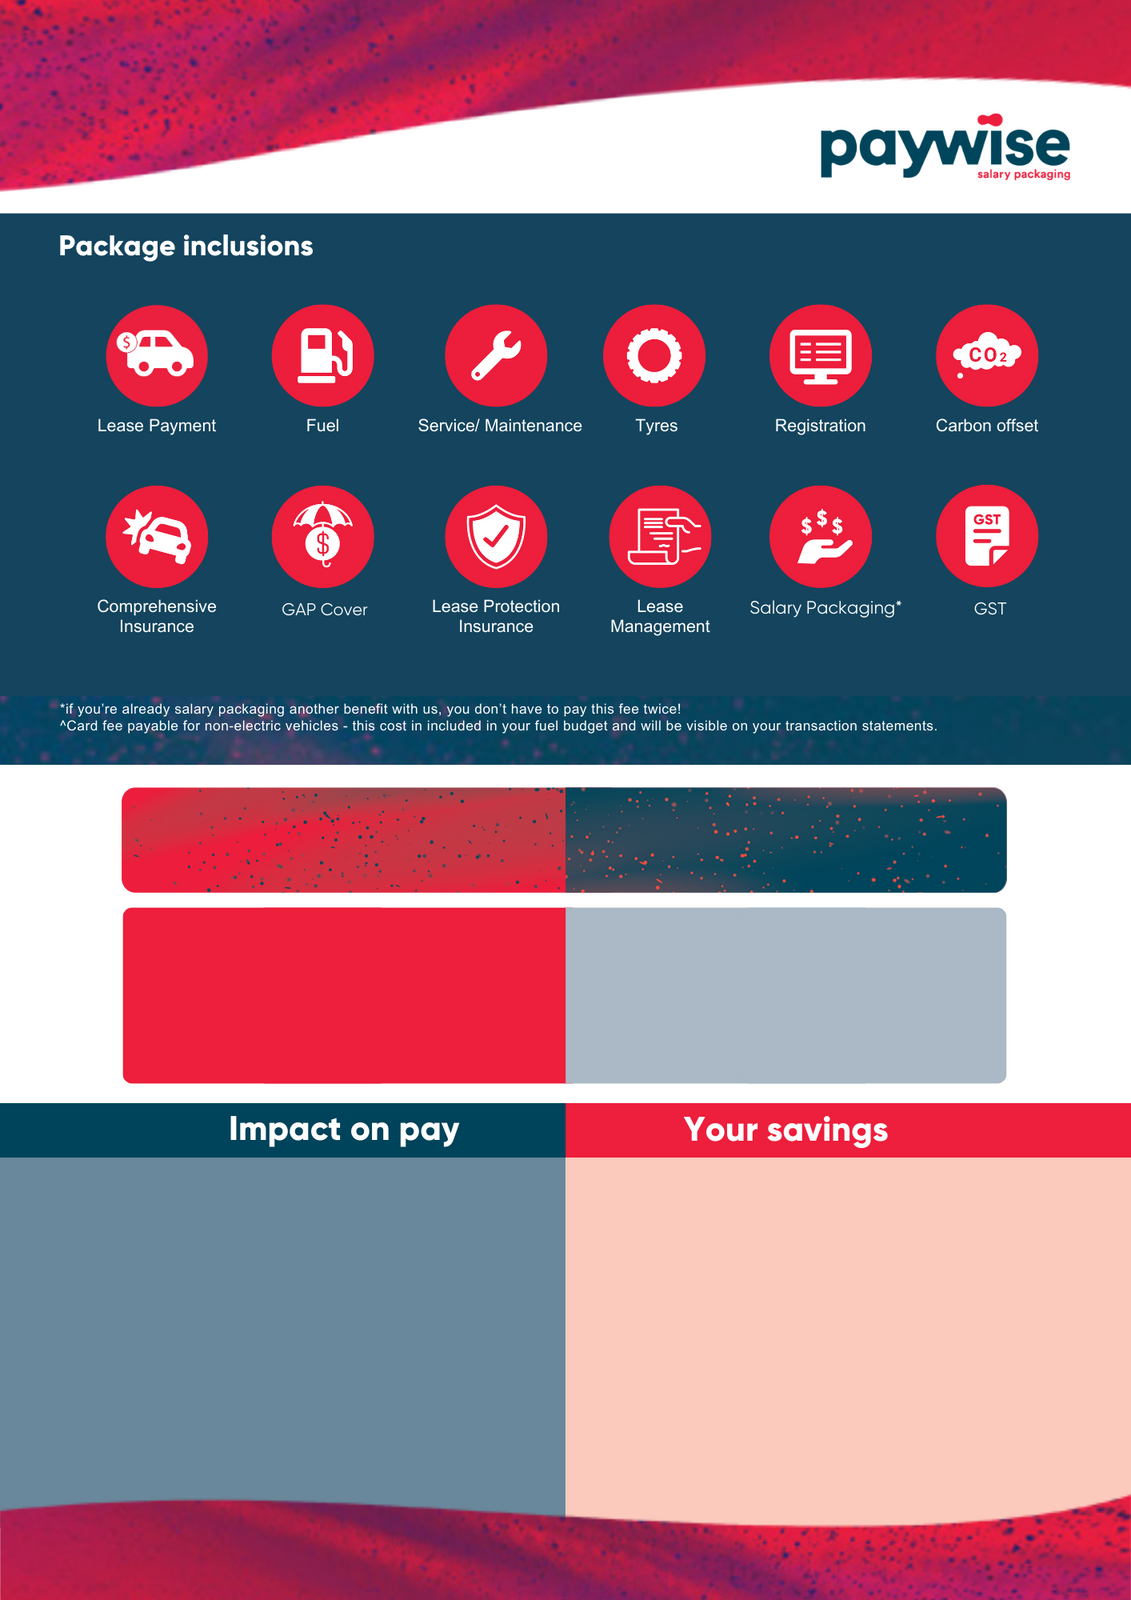 paywise
salary packaging
Package inclusions
$
CO2
Lease Payment
Fuel
Service/ Maintenance
Tyres
Registration
Carbon offset
$
$ $ $
GST
Comprehensive
Insurance
GAP Cover
Lease Protection
Insurance
Lease
Management
Salary Packaging*
GST
*if you're already salary packaging another benefit with us, you don't have to pay this fee twice!
^Card fee payable for non-electric vehicles - this cost in included in your fuel budget and will be visible on your transaction statements.
Impact on pay
Your savings